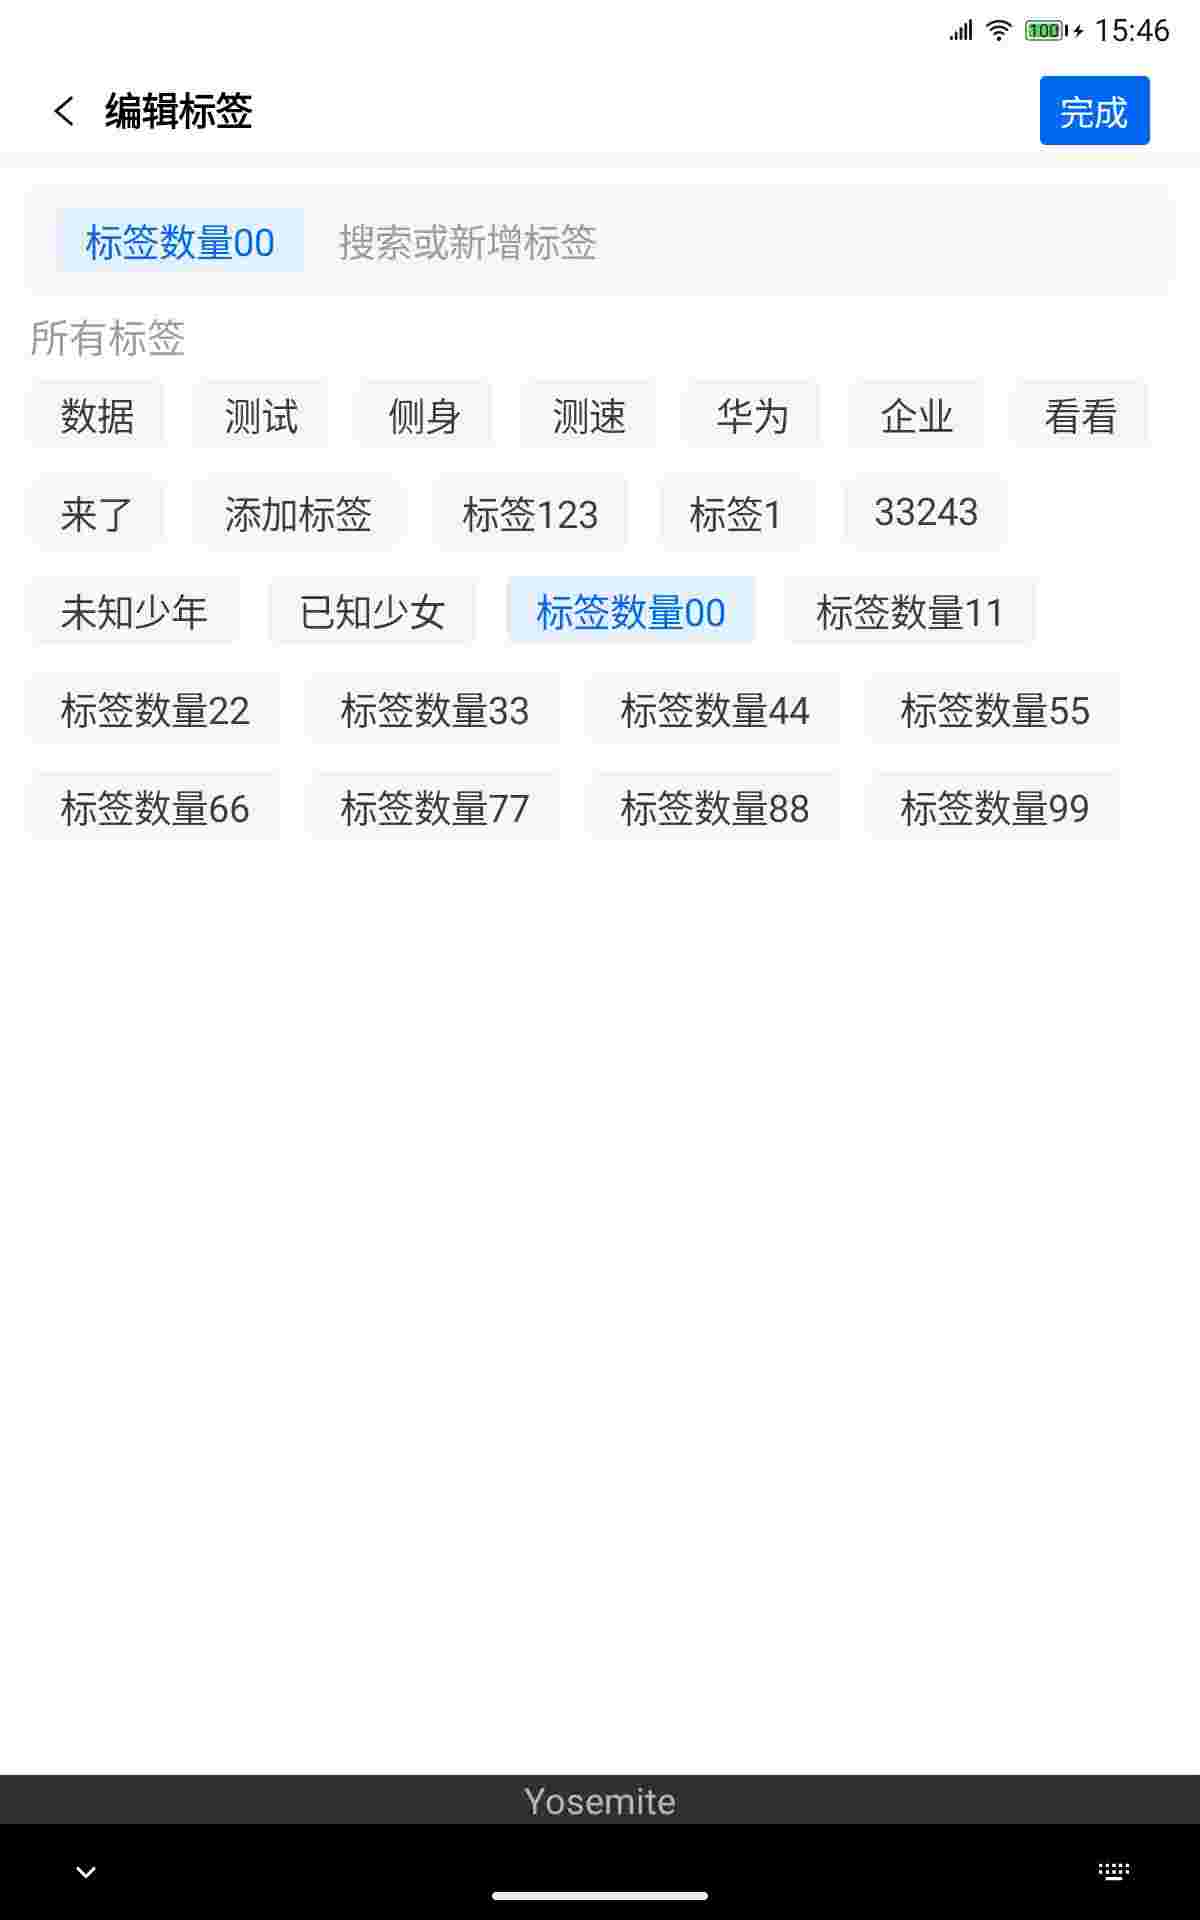 100 15:46
编辑标签 完成
标签数量00 搜索或新增标签
所有标签
数据 测试 侧身 测速 华为 企业 看看
来了 添加标签 标签123 标签1 33243
未知少年 已知少女 标签数量00 标签数量11
标签数量22 标签数量33 标签数量44 标签数量55
标签数量66 标签数量77 标签数量88 标签数量99
Yosemite